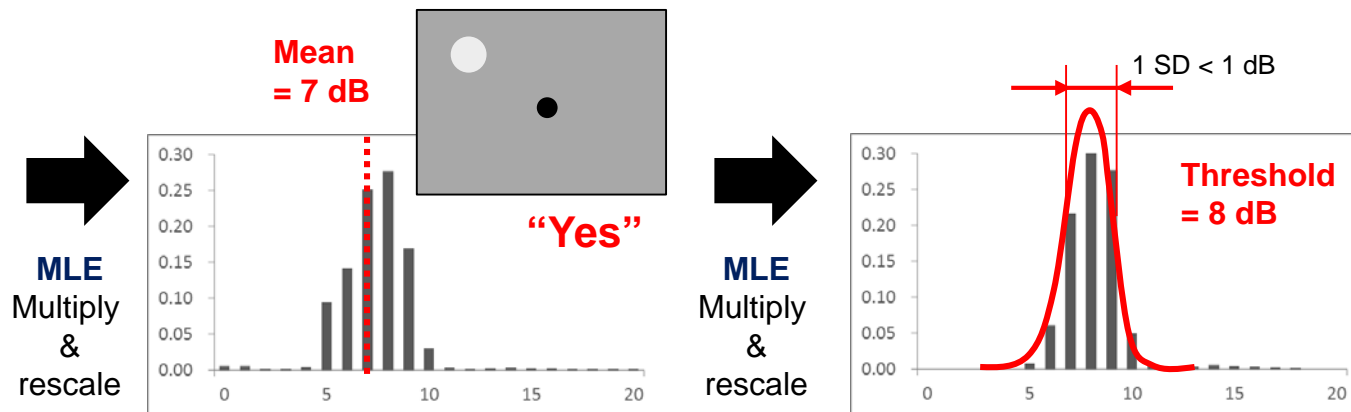 Mean
= 7 dB
“Yes”
MLE
Multiply
&
rescale
0.30
0.25
0.20
0.15
0.10
0.05
0.00
0 5 10 15 20
MLE
Multiply
&
rescale
1 SD < 1 dB
Threshold
= 8 dB
0.30
0.25
0.20
0.15
0.10
0.05
0.00
0 5 10 15 20